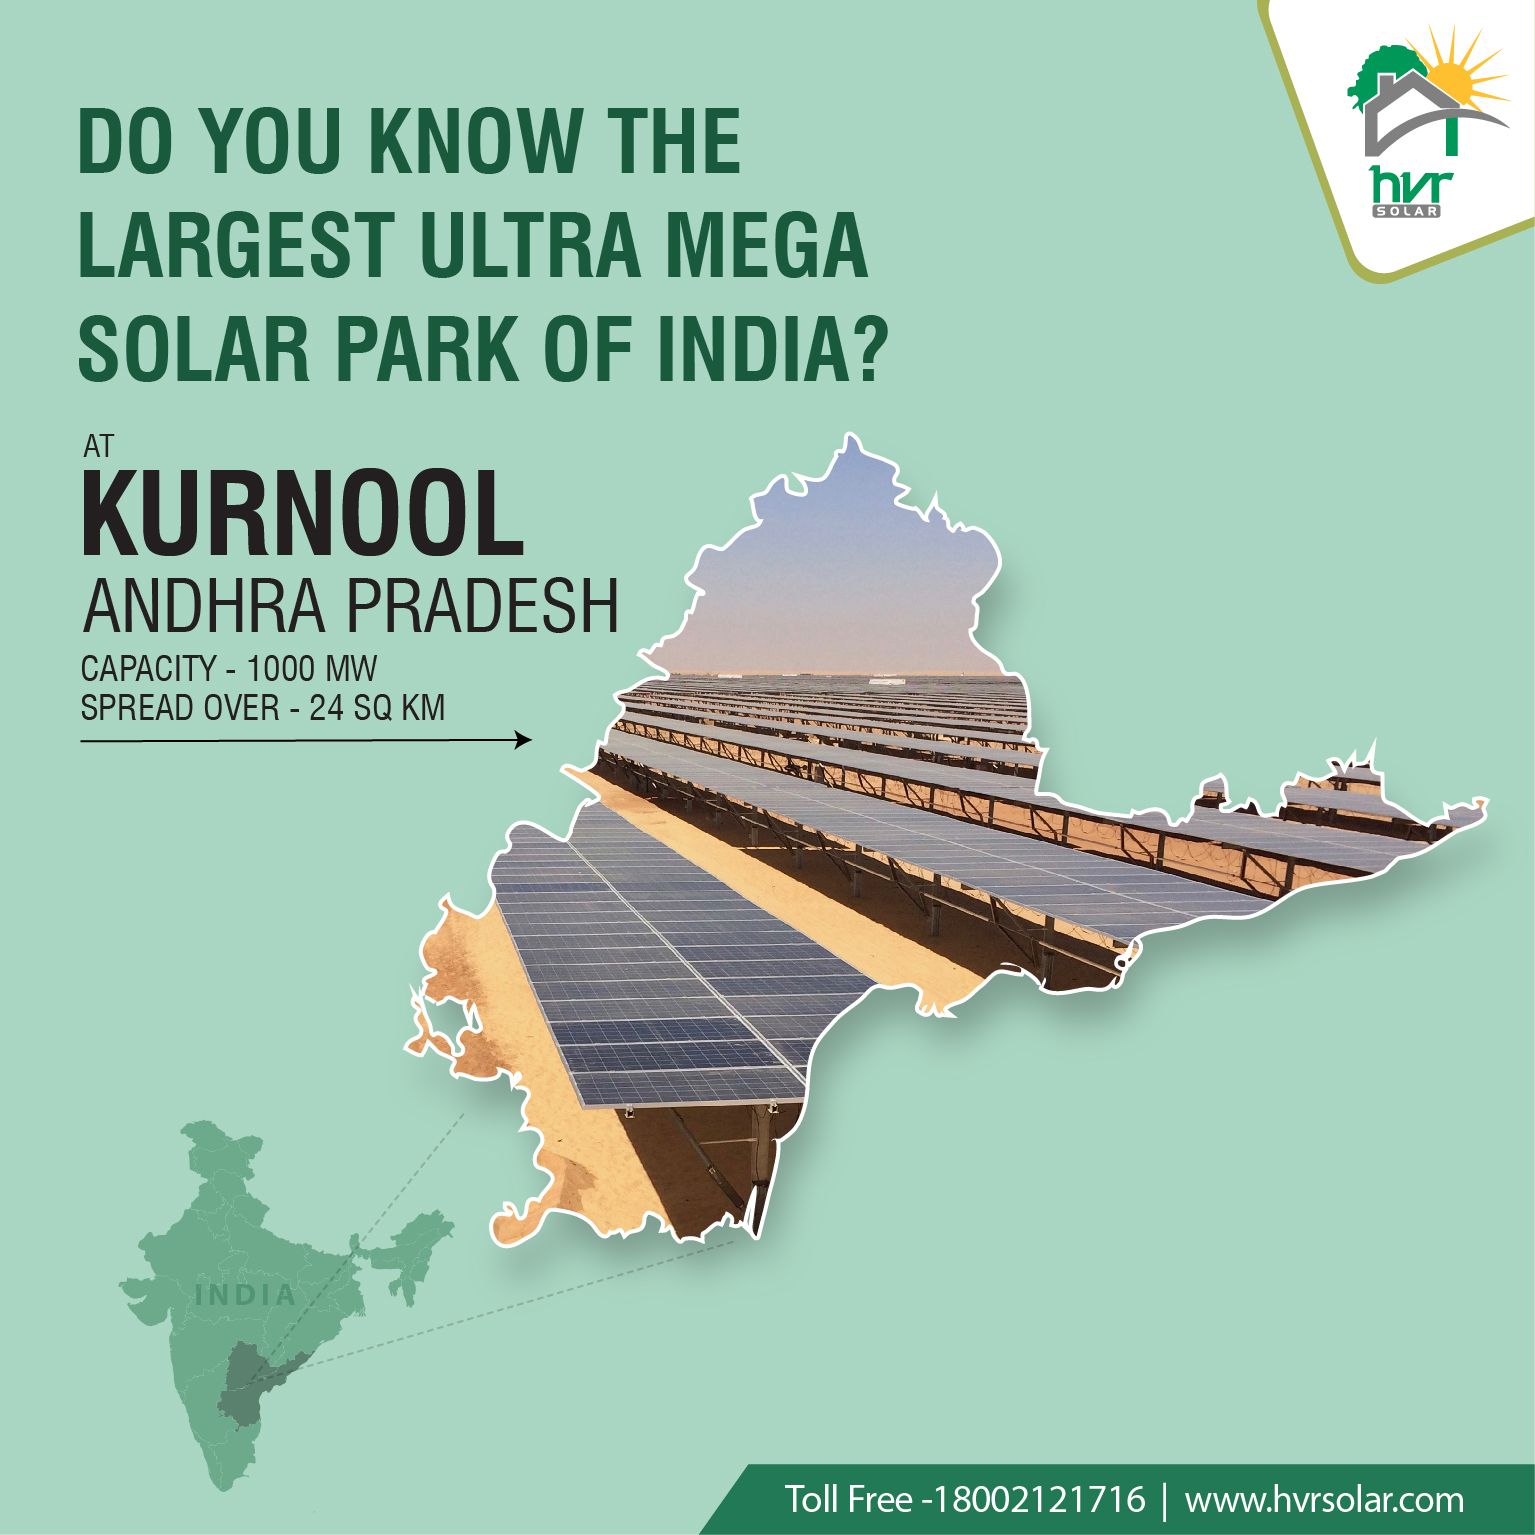 hvr
SOLAR
DO YOU KNOW THE
LARGEST ULTRA MEGA
SOLAR PARK OF INDIA?
AT
KURNOOL
ANDHRA PRADESH
CAPACITY - 1000 MW
SPREAD OVER - 24 SQ KM
INDIA
Toll Free -18002121716 | www.hvrsolar.com